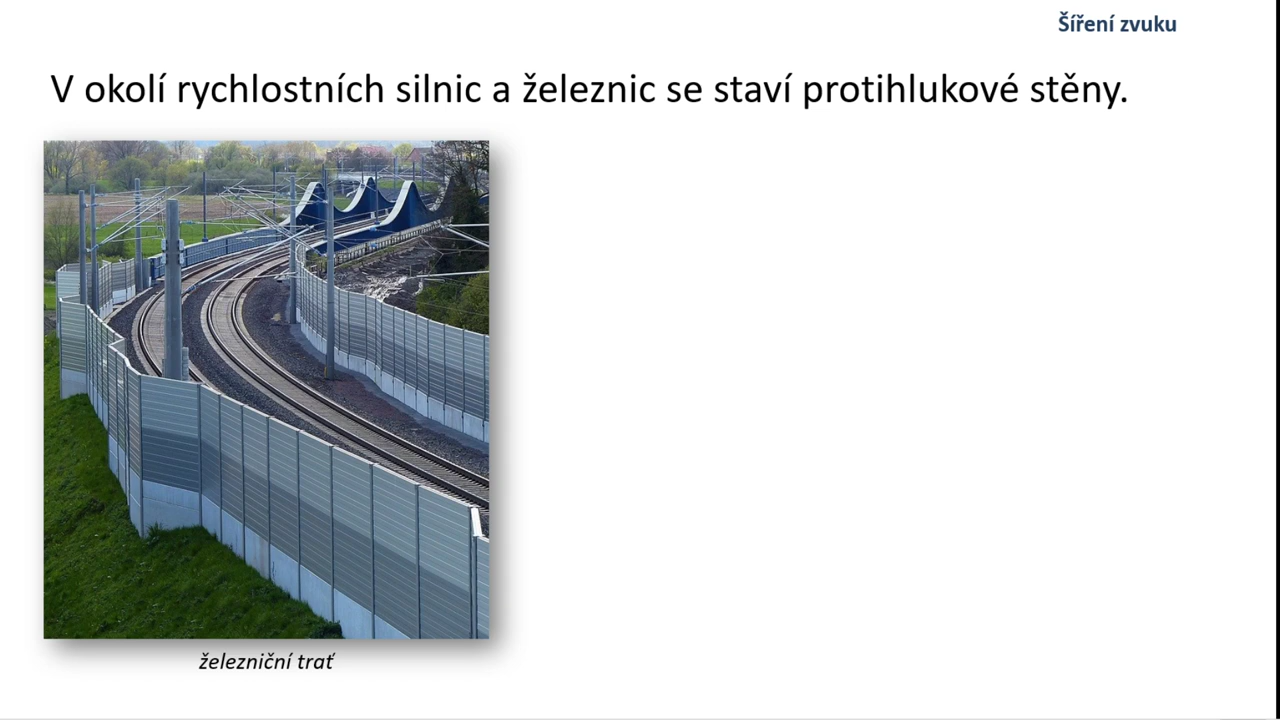 Šíření zvuku
V okolí rychlostních silnic a železnic se staví protihlukové stěny.
železniční trať